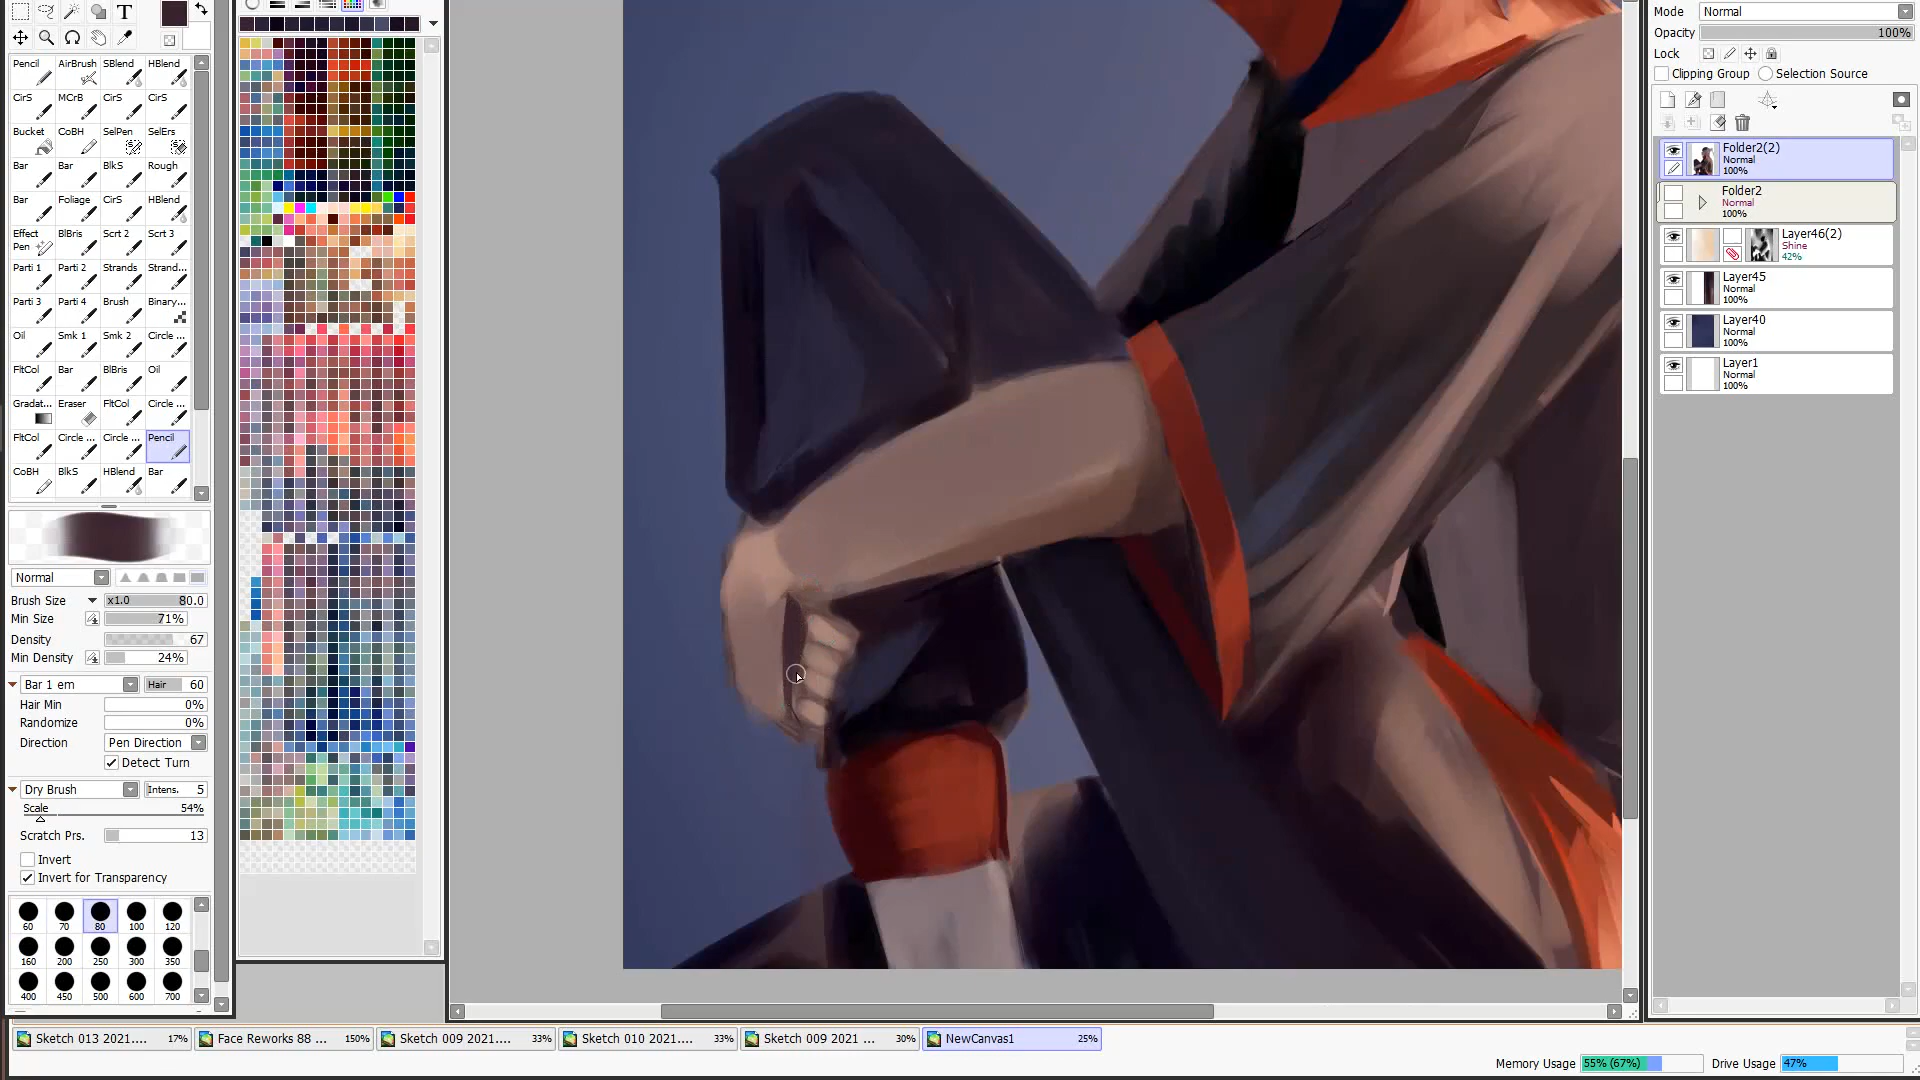 T
Pencil AirBrush SBlend HBlend
CirS MCrB CirS CirS
Bucket CoBH SelPen SelErs
Bar Bar BlkS Rough
Bar Foliage CirS HBlend
Effect Pen BlBris Scrt 2 Scrt 3
Parti 1 Parti 2 Strands Strand...
Parti 3 Parti 4 Brush Binary...
Oil Smk 1 Smk 2 Circle ...
FltCol Bar BlBris Oil
Gradat... Eraser FltCol Circle ...
FltCol Circle ... Circle ... Pencil
CoBH BlkS HBlend Bar
Normal
Brush Size x1.0 80.0
Min Size 71%
Density 67
Min Density 24%
Bar 1 em Hair 60
Hair Min 0%
Randomize 0%
Direction Pen Direction
Detect Turn
Dry Brush Intens. 5
Scale 54%
Scratch Prs. 13
Invert
Invert for Transparency
60 70 80 100 120
160 200 250 300 350
400 450 500 600 700
Mode Normal
Opacity 100%
Lock
Clipping Group Selection Source
Folder2(2)
Normal
100%
Folder2
Normal
100%
Layer46(2)
Shine
42%
Layer45
Normal
100%
Layer40
Normal
100%
Layer1
Normal
100%
Sketch 013 2021.... 17% Face Reworks 88 ... 150% Sketch 009 2021.... 33% Sketch 010 2021.... 33% Sketch 009 2021 ... 30% NewCanvas1 25%
Memory Usage 55% (67%) Drive Usage 47%